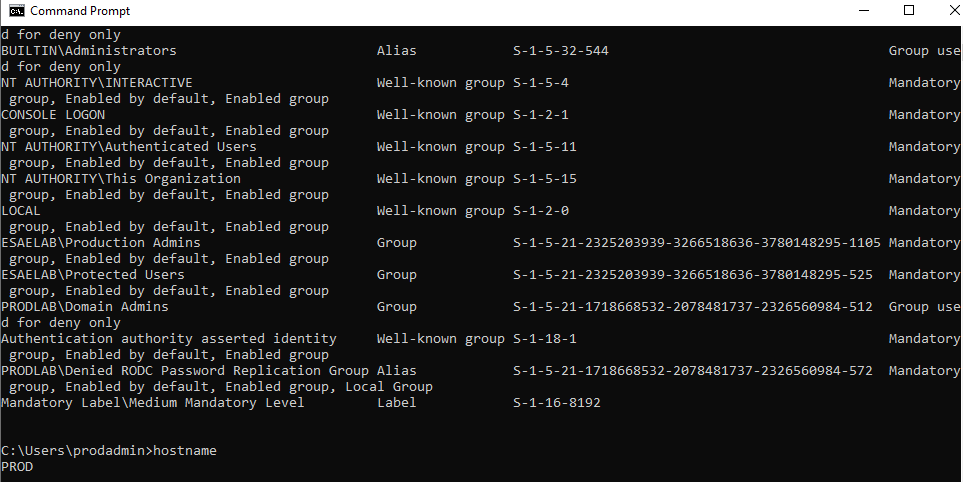 Command Prompt
d for deny only
BUILTIN\Administrators Alias S-1-5-32-544 Group use
d for deny only
NT AUTHORITY\INTERACTIVE Well-known group S-1-5-4 Mandatory
group, Enabled by default, Enabled group
CONSOLE LOGON Well-known group S-1-2-1 Mandatory
group, Enabled by default, Enabled group
NT AUTHORITY\Authenticated Users Well-known group S-1-5-11 Mandatory
group, Enabled by default, Enabled group
NT AUTHORITY\This Organization Well-known group S-1-5-15 Mandatory
group, Enabled by default, Enabled group
LOCAL Well-known group S-1-2-0 Mandatory
group, Enabled by default, Enabled group
ESAELAB\Production Admins Group S-1-5-21-2325203939-3266518636-3780148295-1105 Mandatory
group, Enabled by default, Enabled group
ESAELAB\Protected Users Group S-1-5-21-2325203939-3266518636-3780148295-525 Mandatory
group, Enabled by default, Enabled group
PRODLAB\Domain Admins Group S-1-5-21-1718668532-2078481737-2326560984-512 Group use
d for deny only
Authentication authority asserted identity Well-known group S-1-18-1 Mandatory
group, Enabled by default, Enabled group
PRODLAB\Denied RODC Password Replication Group Alias S-1-5-21-1718668532-2078481737-2326560984-572 Mandatory
group, Enabled by default, Enabled group, Local Group
Mandatory Label\Medium Mandatory Level Label S-1-16-8192
C:\Users\prodadmin>hostname
PROD